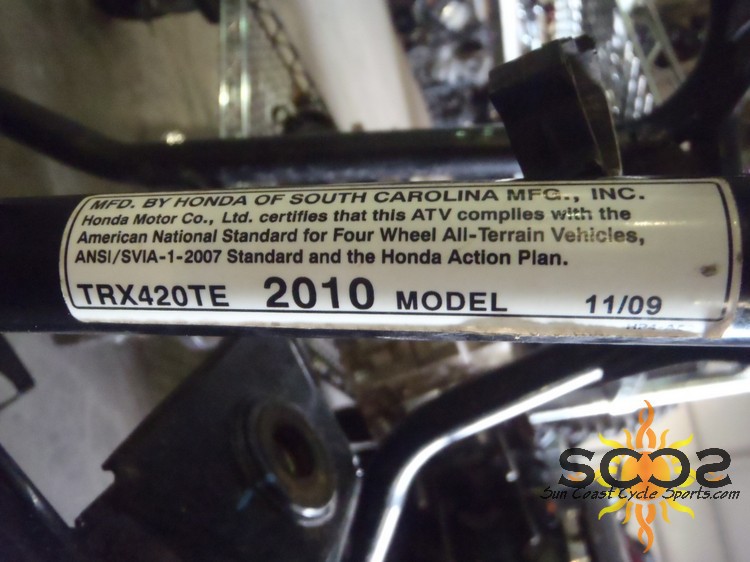 MFD. BY HONDA OF SOUTH CAROLINA MFG., INC.
Honda Motor Co., Ltd. certifies that this ATV complies with the
American National Standard for Four Wheel All-Terrain Vehicles,
ANSI/SVIA-1-2007 Standard and the Honda Action Plan.
TRX420TE 2010 MODEL 11/09
SCCS
Sun Coast Cycle Sports.com